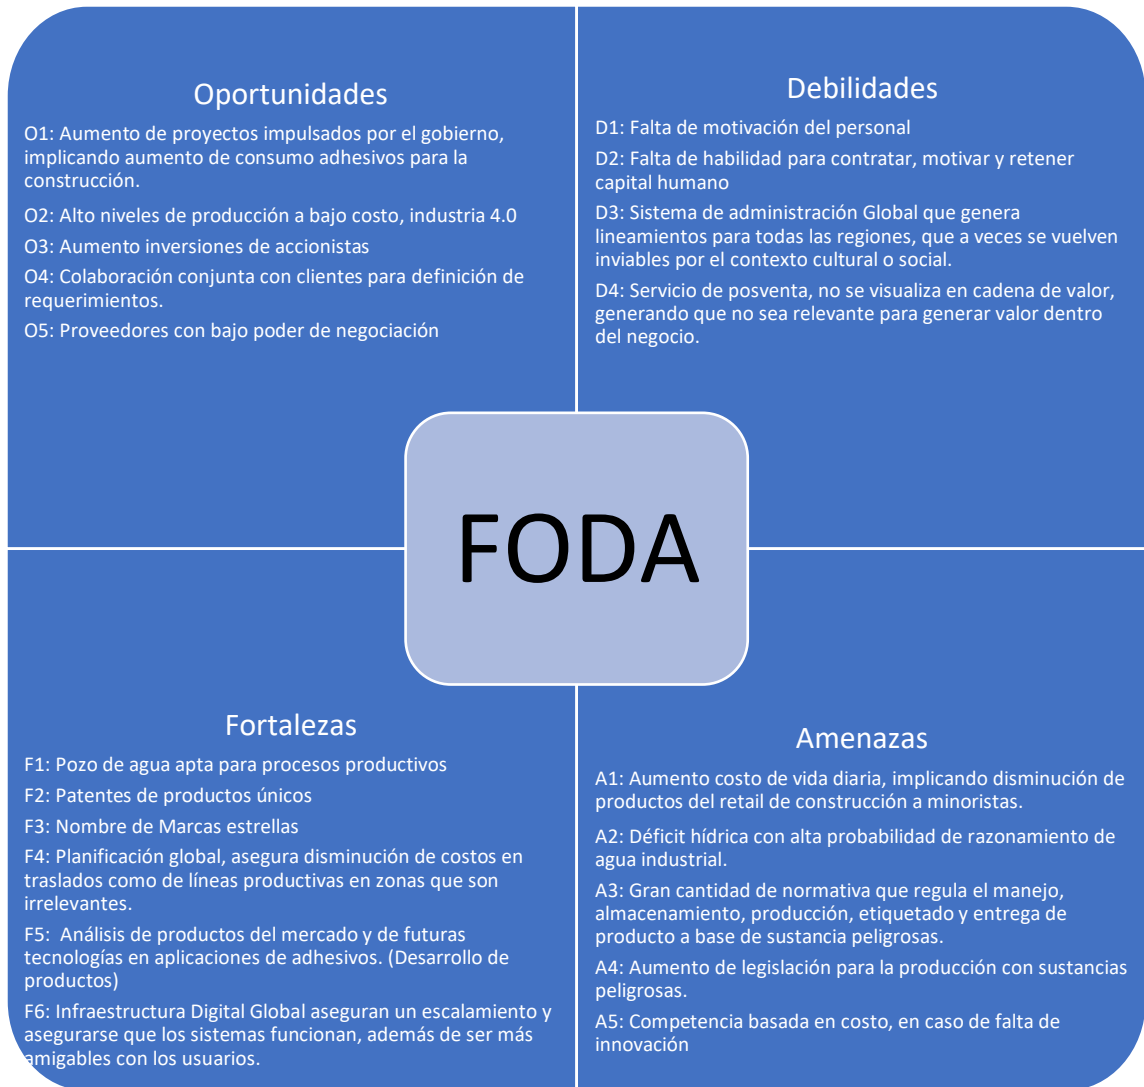 Oportunidades
O1: Aumento de proyectos impulsados por el gobierno,
implicando aumento de consumo adhesivos para la
construcción.
O2: Alto niveles de producción a bajo costo, industria 4.0
O3: Aumento inversiones de accionistas
O4: Colaboración conjunta con clientes para definición de
requerimientos.
O5: Proveedores con bajo poder de negociación
Debilidades
D1: Falta de motivación del personal
D2: Falta de habilidad para contratar, motivar y retener
capital humano
D3: Sistema de administración Global que genera
lineamientos para todas las regiones, que a veces se vuelven
inviables por el contexto cultural o social.
D4: Servicio de posventa, no se visualiza en cadena de valor,
generando que no sea relevante para generar valor dentro
del negocio.
FODA
Fortalezas
F1: Pozo de agua apta para procesos productivos
F2: Patentes de productos únicos
F3: Nombre de Marcas estrellas
F4: Planificación global, asegura disminución de costos en
traslados como de líneas productivas en zonas que son
irrelevantes.
F5:  Análisis de productos del mercado y de futuras
tecnologías en aplicaciones de adhesivos. (Desarrollo de
productos)
F6: Infraestructura Digital Global aseguran un escalamiento y
asegurarse que los sistemas funcionan, además de ser más
amigables con los usuarios.
Amenazas
A1: Aumento costo de vida diaria, implicando disminución de
productos del retail de construcción a minoristas.
A2: Déficit hídrica con alta probabilidad de razonamiento de
agua industrial.
A3: Gran cantidad de normativa que regula el manejo,
almacenamiento, producción, etiquetado y entrega de
producto a base de sustancia peligrosas.
A4: Aumento de legislación para la producción con sustancias
peligrosas.
A5: Competencia basada en costo, en caso de falta de
innovación